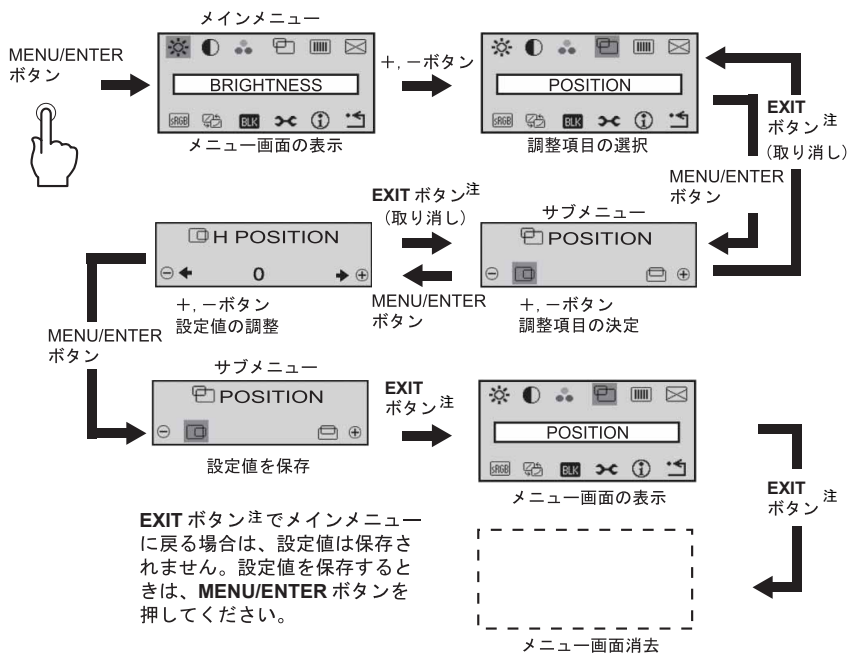 メインメニュー
MENU/ENTER
ボタン
BRIGHTNESS
sRGB
BLK
メニュー画面の表示
+, −ボタン
POSITION
sRGB
BLK
調整項目の選択
EXIT
ボタン注
(取り消し)
MENU/ENTER
ボタン
サブメニュー
POSITION
+, −ボタン
調整項目の決定
EXIT ボタン注
(取り消し)
MENU/ENTER
ボタン
H POSITION
0
+, −ボタン
設定値の調整
MENU/ENTER
ボタン
サブメニュー
POSITION
設定値を保存
EXIT
ボタン注
POSITION
sRGB
BLK
メニュー画面の表示
EXIT
ボタン注
メニュー画面消去
EXIT ボタン注でメインメニュー
に戻る場合は、設定値は保存さ
れません。設定値を保存すると
きは、MENU/ENTER ボタンを
押してください。